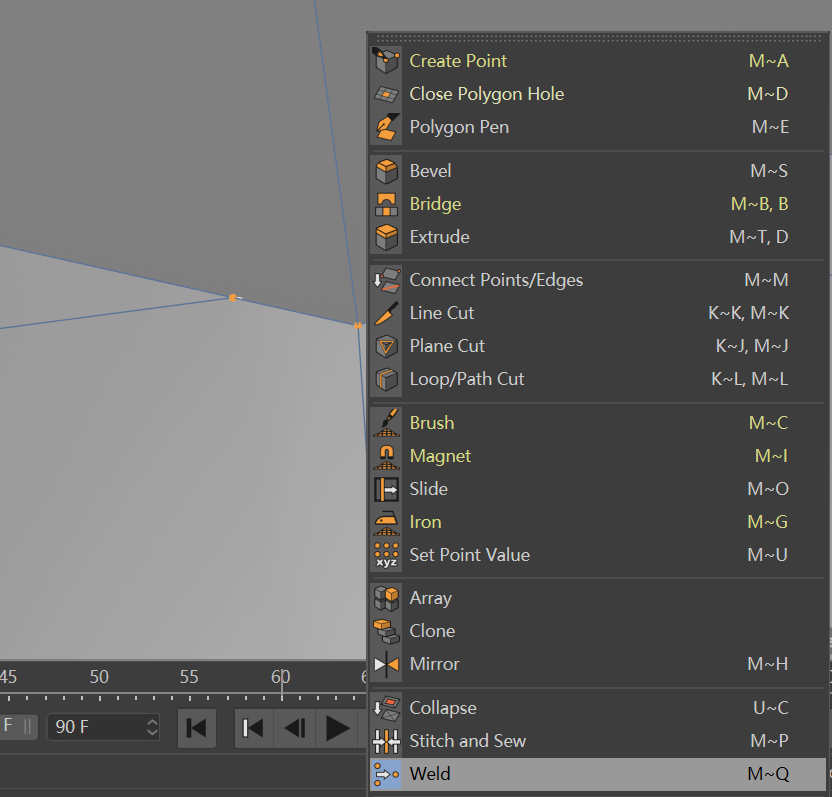 Create Point M~A
Close Polygon Hole M~D
Polygon Pen M~E
Bevel M~S
Bridge M~B, B
Extrude M~T, D
Connect Points/Edges M~M
Line Cut K~K, M~K
Plane Cut K~J, M~J
Loop/Path Cut K~L, M~L
Brush M~C
Magnet M~I
Slide M~O
Iron M~G
xyz Set Point Value M~U
Array
Clone
Mirror M~H
45 50 55 60
Collapse U~C
F 90 F
Stitch and Sew M~P
Weld M~Q